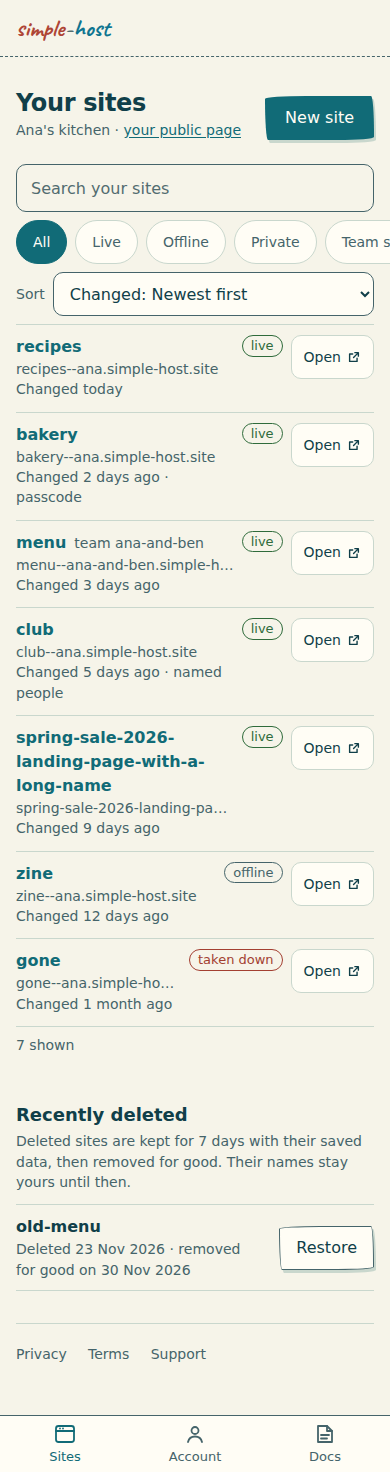 simple-host
Your sites
Ana's kitchen · your public page
New site
Search your sites
All Live Offline Private Team s
Sort Changed: Newest first
recipes live Open
recipes--ana.simple-host.site
Changed today
bakery live Open
bakery--ana.simple-host.site
Changed 2 days ago ·
passcode
menu team ana-and-ben live Open
menu--ana-and-ben.simple-h…
Changed 3 days ago
club live Open
club--ana.simple-host.site
Changed 5 days ago · named
people
spring-sale-2026- live Open
landing-page-with-a-
long-name
spring-sale-2026-landing-pa…
Changed 9 days ago
zine offline Open
zine--ana.simple-host.site
Changed 12 days ago
gone taken down Open
gone--ana.simple-ho…
Changed 1 month ago
7 shown
Recently deleted
Deleted sites are kept for 7 days with their saved
data, then removed for good. Their names stay
yours until then.
old-menu
Deleted 23 Nov 2026 · removed
for good on 30 Nov 2026
Restore
Privacy Terms Support
Sites Account Docs